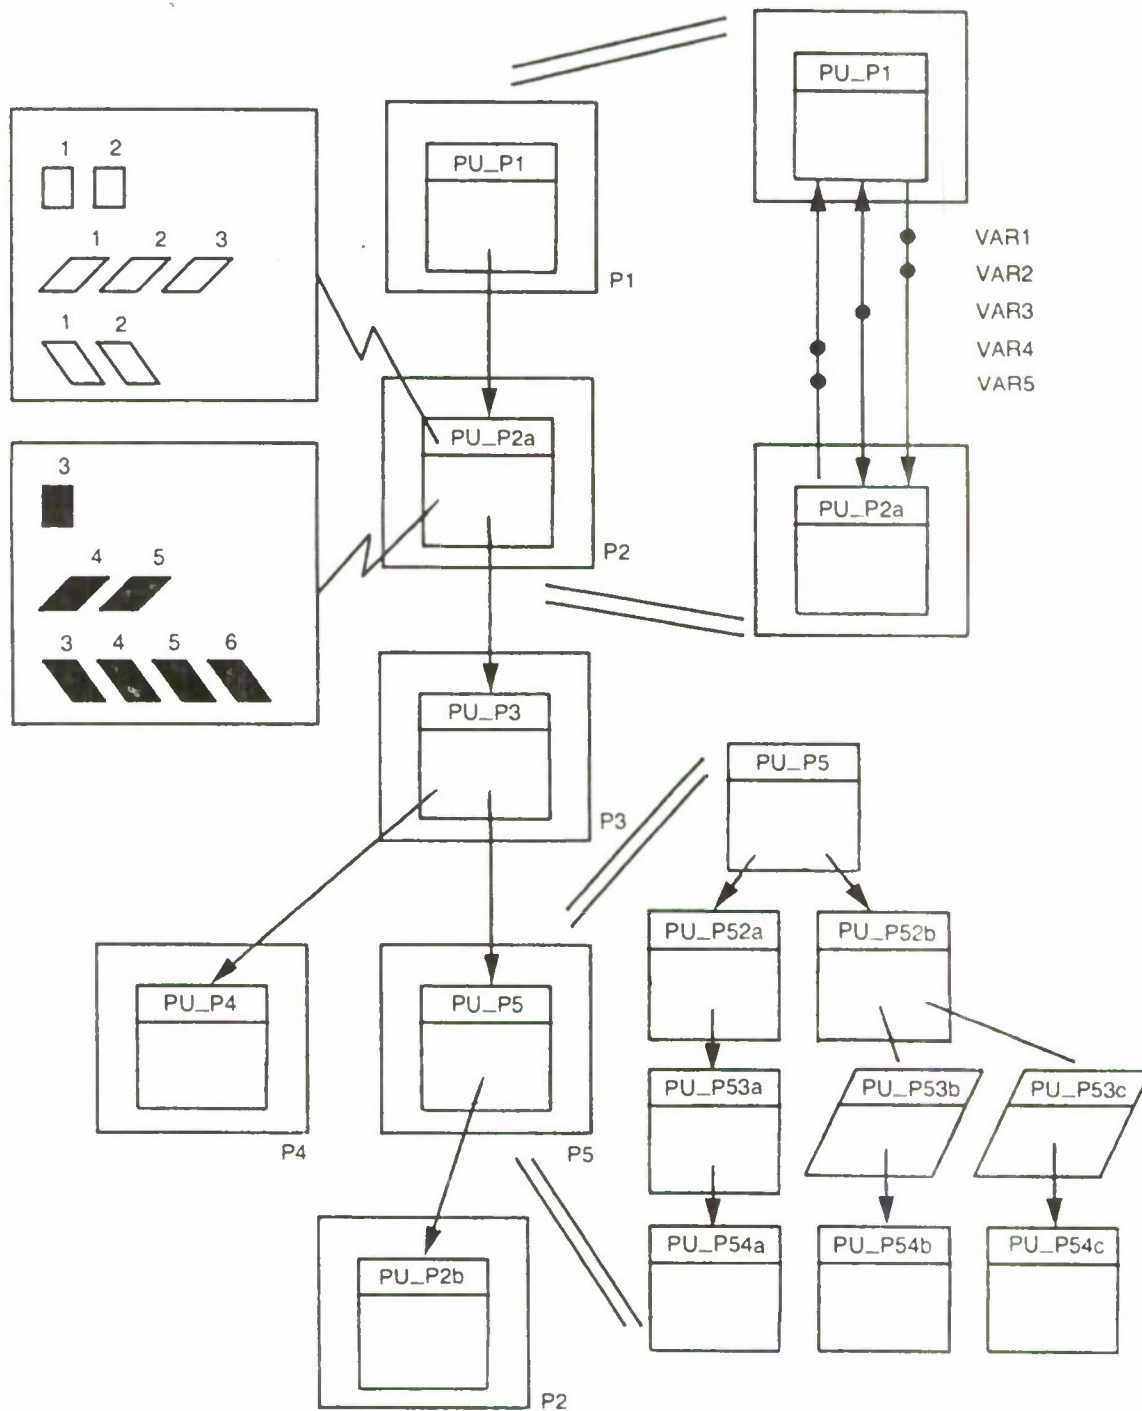 PU_P1
PU_P1
P1
1 2
1 2 3
1 2
VAR1
VAR2
VAR3
VAR4
VAR5
PU_P2a
P2
PU_P2a
3
4 5
3 4 5 6
PU_P3
P3
PU_P5
PU_P52a
PU_P52b
PU_P4
P4
PU_P5
P5
PU_P53a
PU_P53b
PU_P53c
PU_P54a
PU_P54b
PU_P54c
PU_P2b
P2